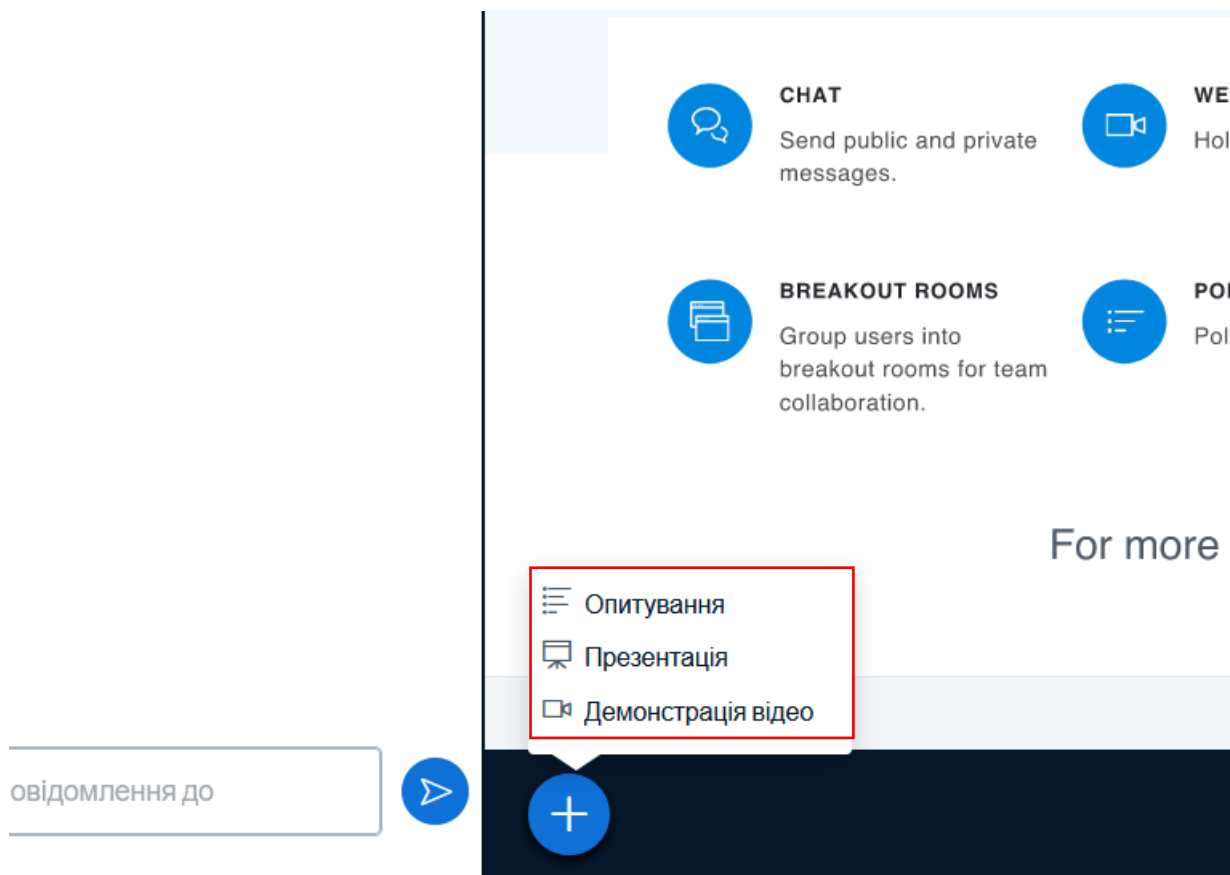 CHAT
Send public and private
messages.
WE
Hol
BREAKOUT ROOMS
Group users into
breakout rooms for team
collaboration.
Pol
For more
Опитування
Презентація
Демонстрація відео
овідомлення до